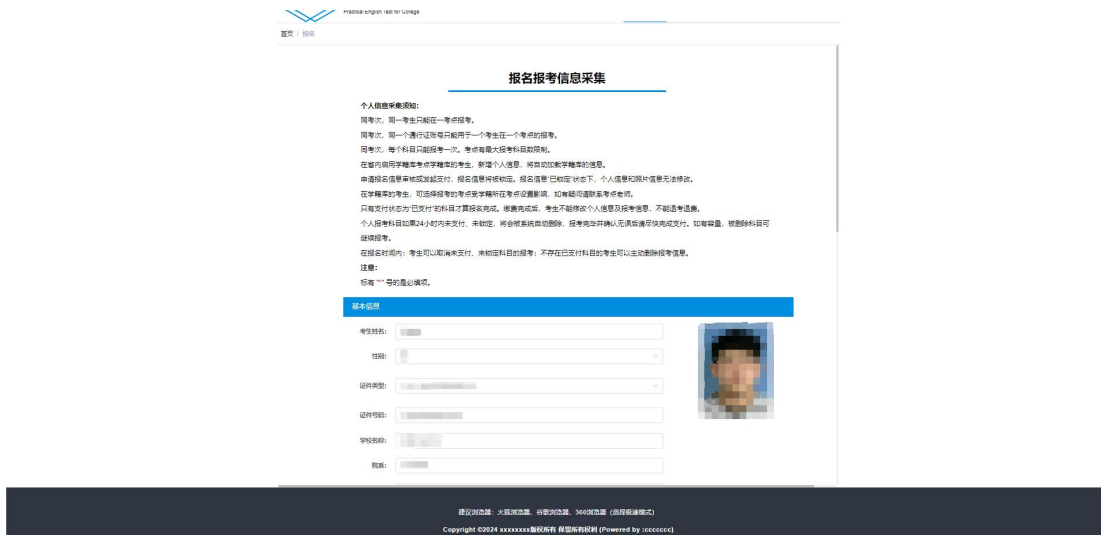 Practical English Test for College
首页 / 报名
报名报考信息采集
个人信息采集须知：
同考次，同一考生只能在一考点报考。
同考次，同一个通行证账号只能用于一个考生在一个考点的报考。
同考次，每个科目只能报考一次。考点有最大报考科目数限制。
在省内启用学籍库考点学籍库的考生，新增个人信息，将自动加载学籍库的信息。
申请报名信息审核或发起支付，报名信息将被锁定。报名信息“已锁定”状态下，个人信息和照片信息无法修改。
在学籍库的考生，可选择报考的考点受学籍所在考点设置影响，如有疑问请联系考点老师。
只有支付状态为“已支付”的科目才算报名完成。缴费完成后，考生不能修改个人信息及报考信息，不能退考退费。
个人报考科目如果24小时内未支付、未锁定，将会被系统自动删除，报考完毕并确认无误后请尽快完成支付。如有容量，被删除科目可
继续报考。
在报名时间内：考生可以取消未支付、未锁定科目的报考；不存在已支付科目的考生可以主动删除报考信息。
注意：
标有 "*" 号的是必填项。
基本信息
考生姓名：
性别：
证件类型：
证件号码：
学校名称：
院系：
建议浏览器：火狐浏览器、谷歌浏览器、360浏览器（选择极速模式）
Copyright ©2024 xxxxxxxx版权所有 保留所有权利 (Powered by :ccccccc)